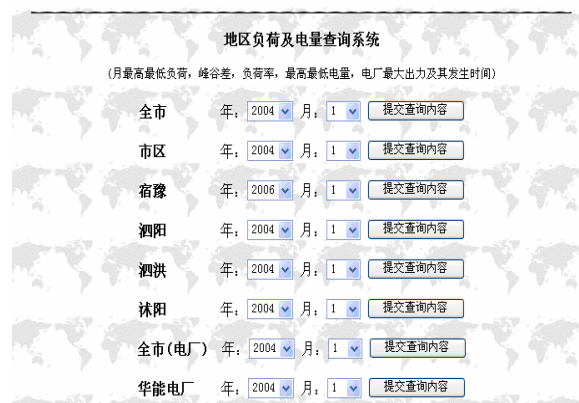 地区负荷及电量查询系统
(月最高最低负荷，峰谷差，负荷率，最高最低电量，电厂最大出力及其发生时间)
全市 年: 2004 月: 1 提交查询内容
市区 年: 2004 月: 1 提交查询内容
宿豫 年: 2006 月: 1 提交查询内容
泗阳 年: 2004 月: 1 提交查询内容
泗洪 年: 2004 月: 1 提交查询内容
沭阳 年: 2004 月: 1 提交查询内容
全市(电厂) 年: 2004 月: 1 提交查询内容
华能电厂 年: 2004 月: 1 提交查询内容